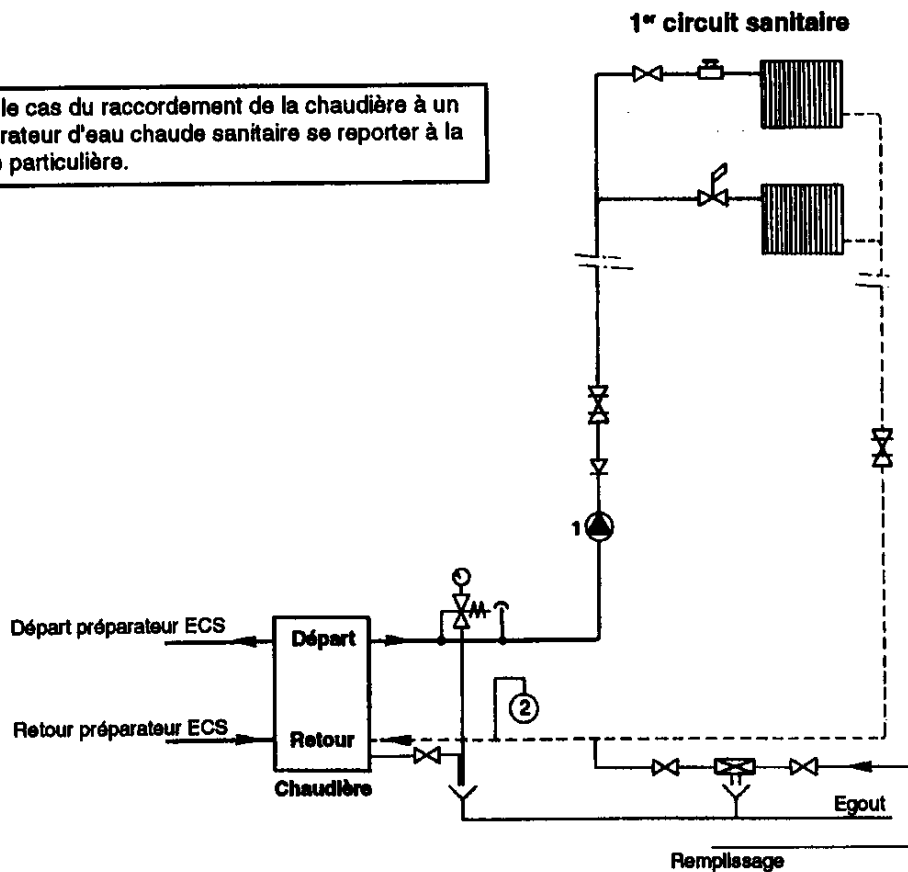 1er circuit sanitaire
le cas du raccordement de la chaudière à un
rateur d'eau chaude sanitaire se reporter à la
particulière.
1
Départ préparateur ECS
Départ
2
Retour préparateur ECS
Retour
Chaudière
Egout
Remplissage